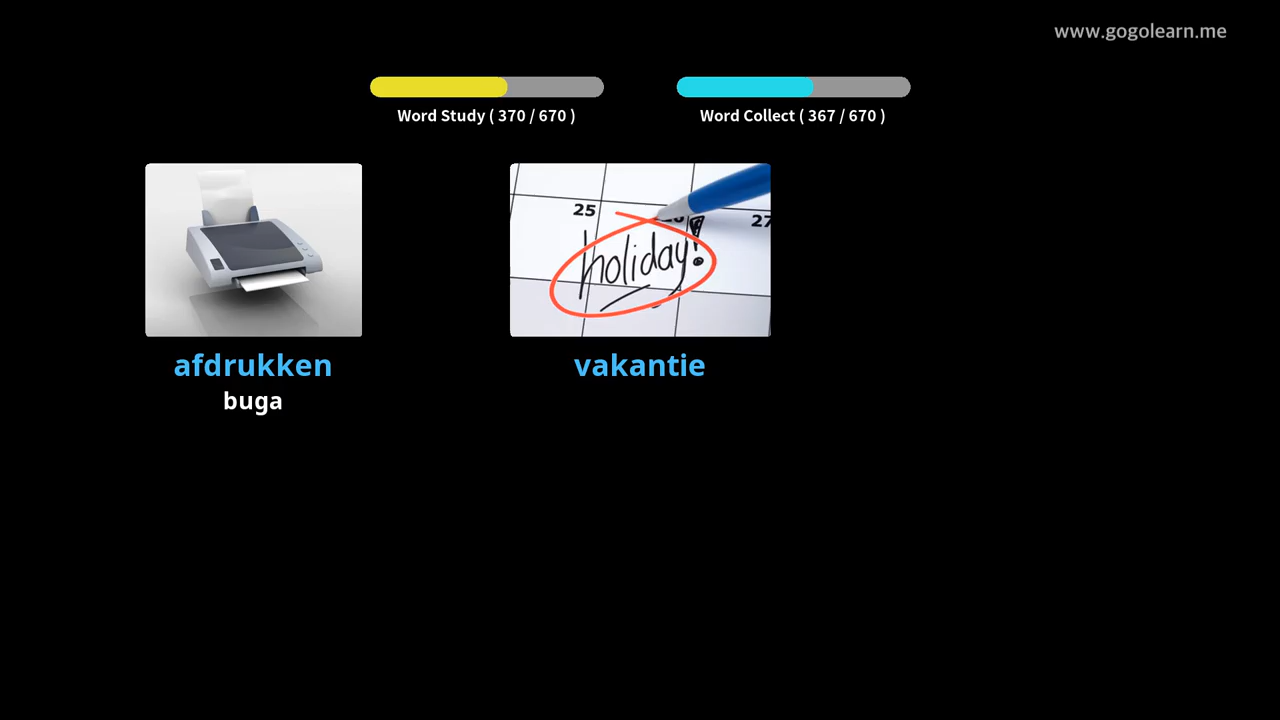 www.gogolearn.me
Word Study ( 370 / 670 )
Word Collect ( 367 / 670 )
25
27
holiday!
afdrukken
vakantie
buga